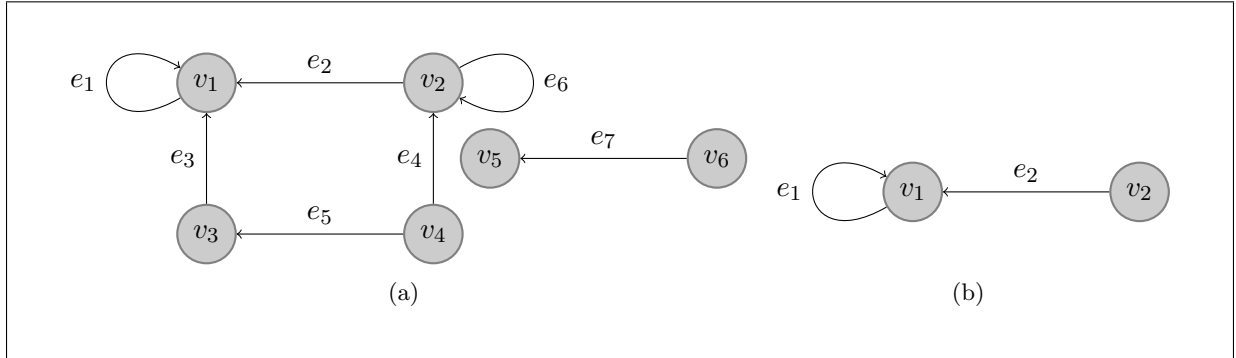 e₁ v₁ e₂ v₂ e₆
e₃ e₄ v₅ e₇ v₆
v₃ e₅ v₄
(a)
e₁ v₁ e₂ v₂
(b)